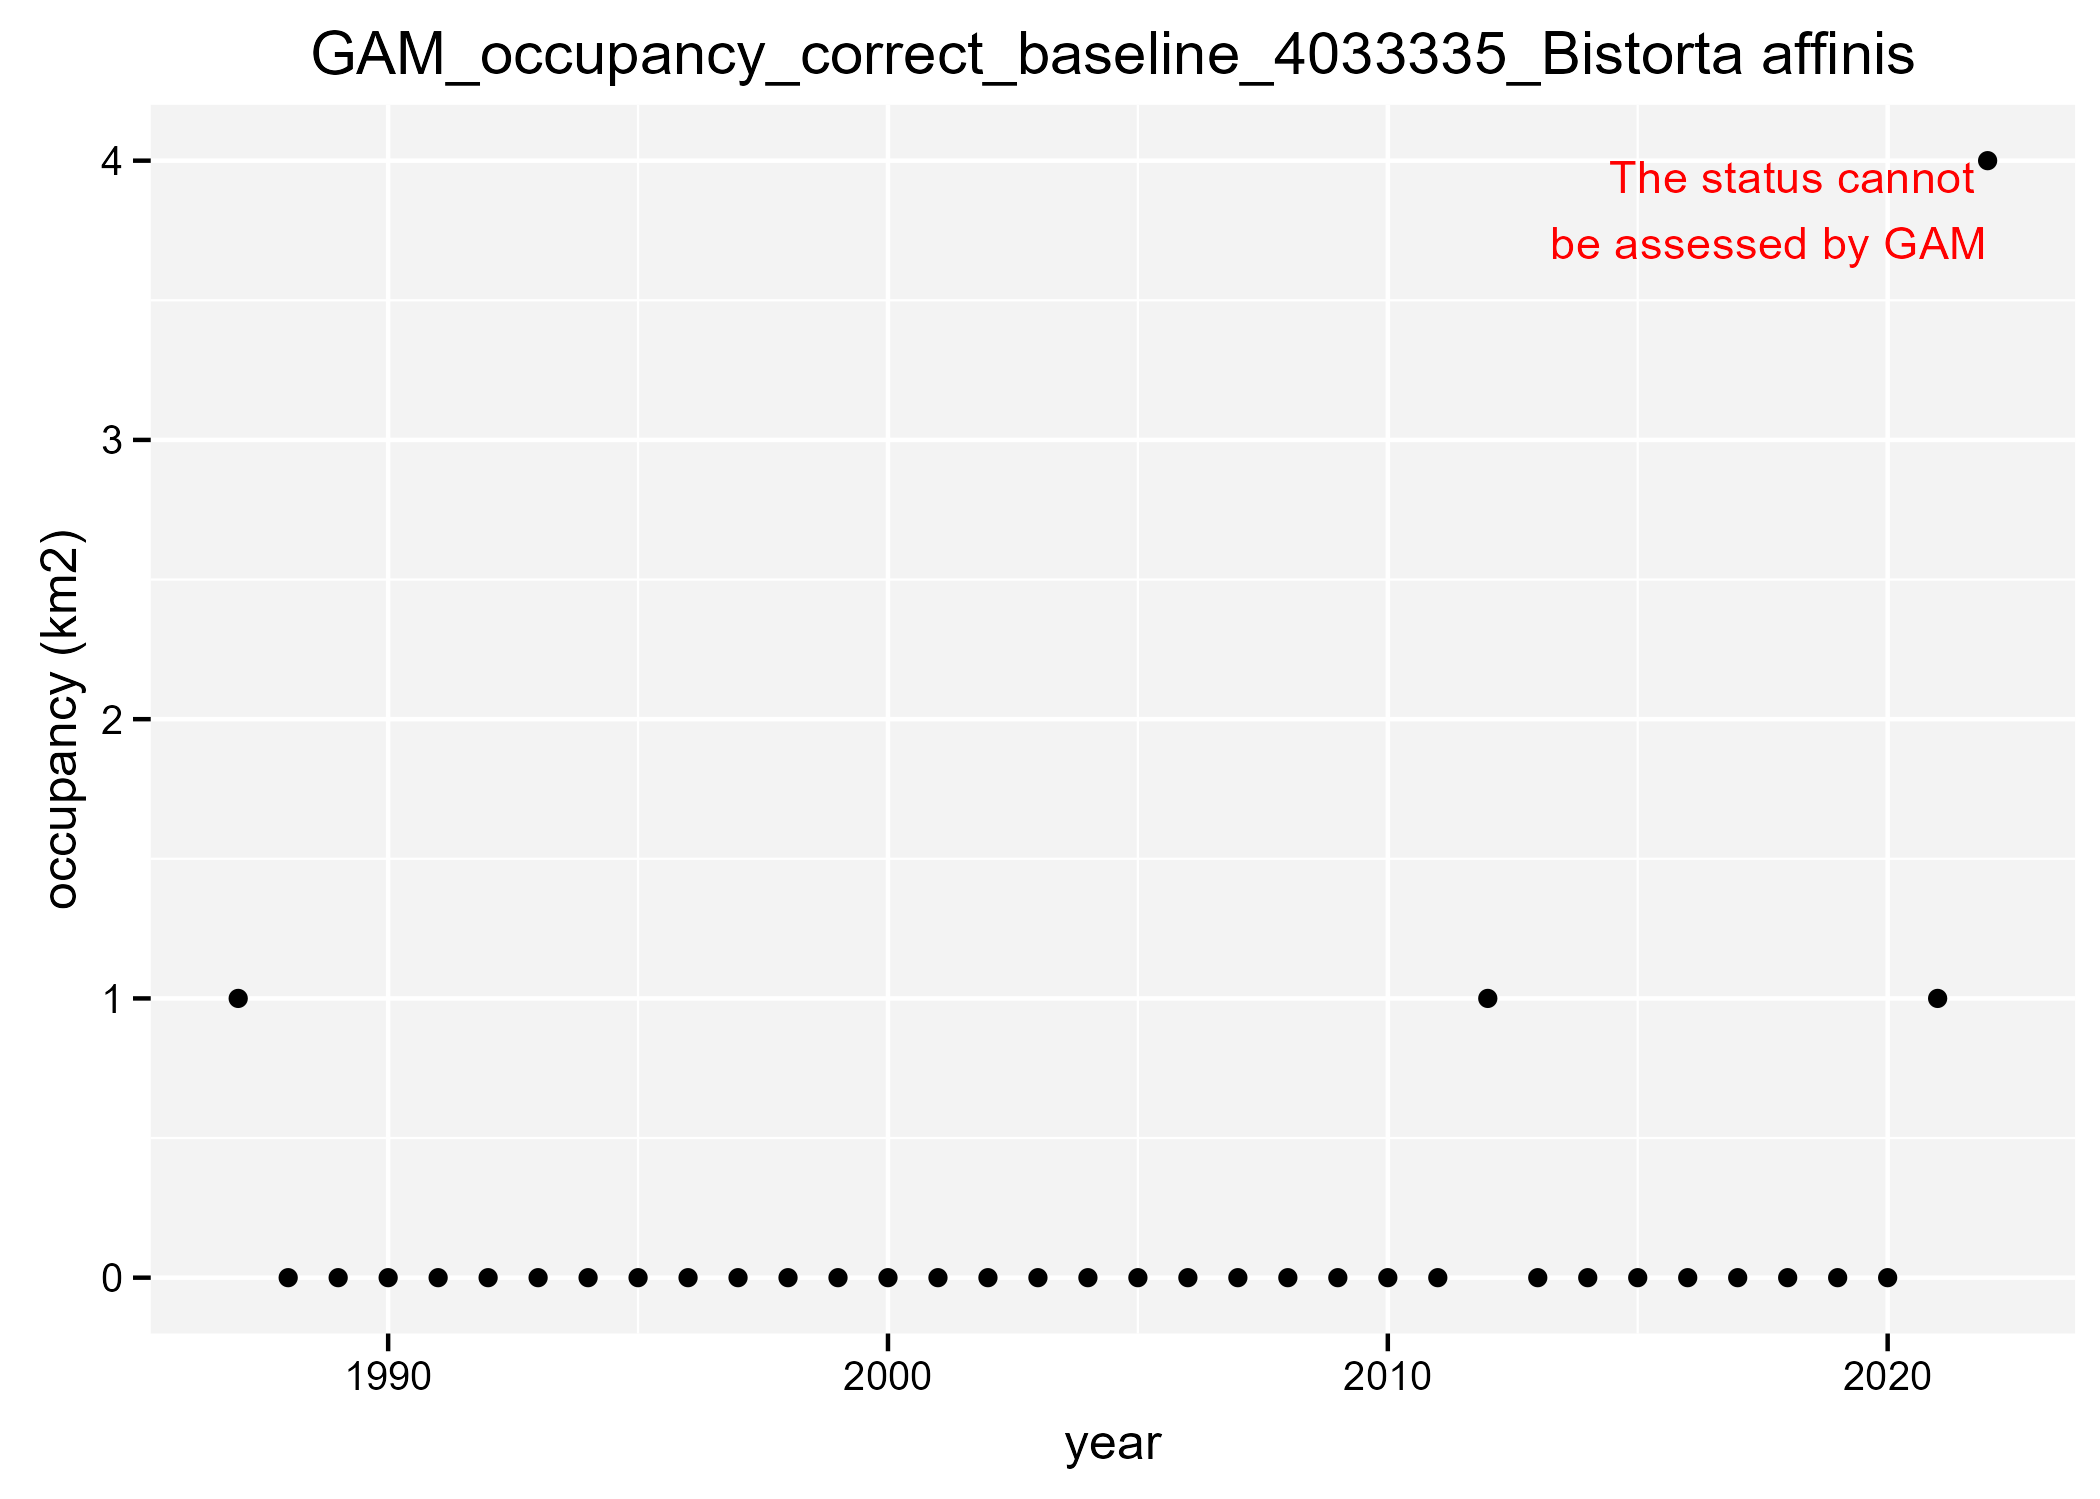 GAM_occupancy_correct_baseline_4033335_Bistorta affinis
4
The status cannot
be assessed by GAM
3
occupancy (km2)
2
1
0
1990 2000 2010 2020
year